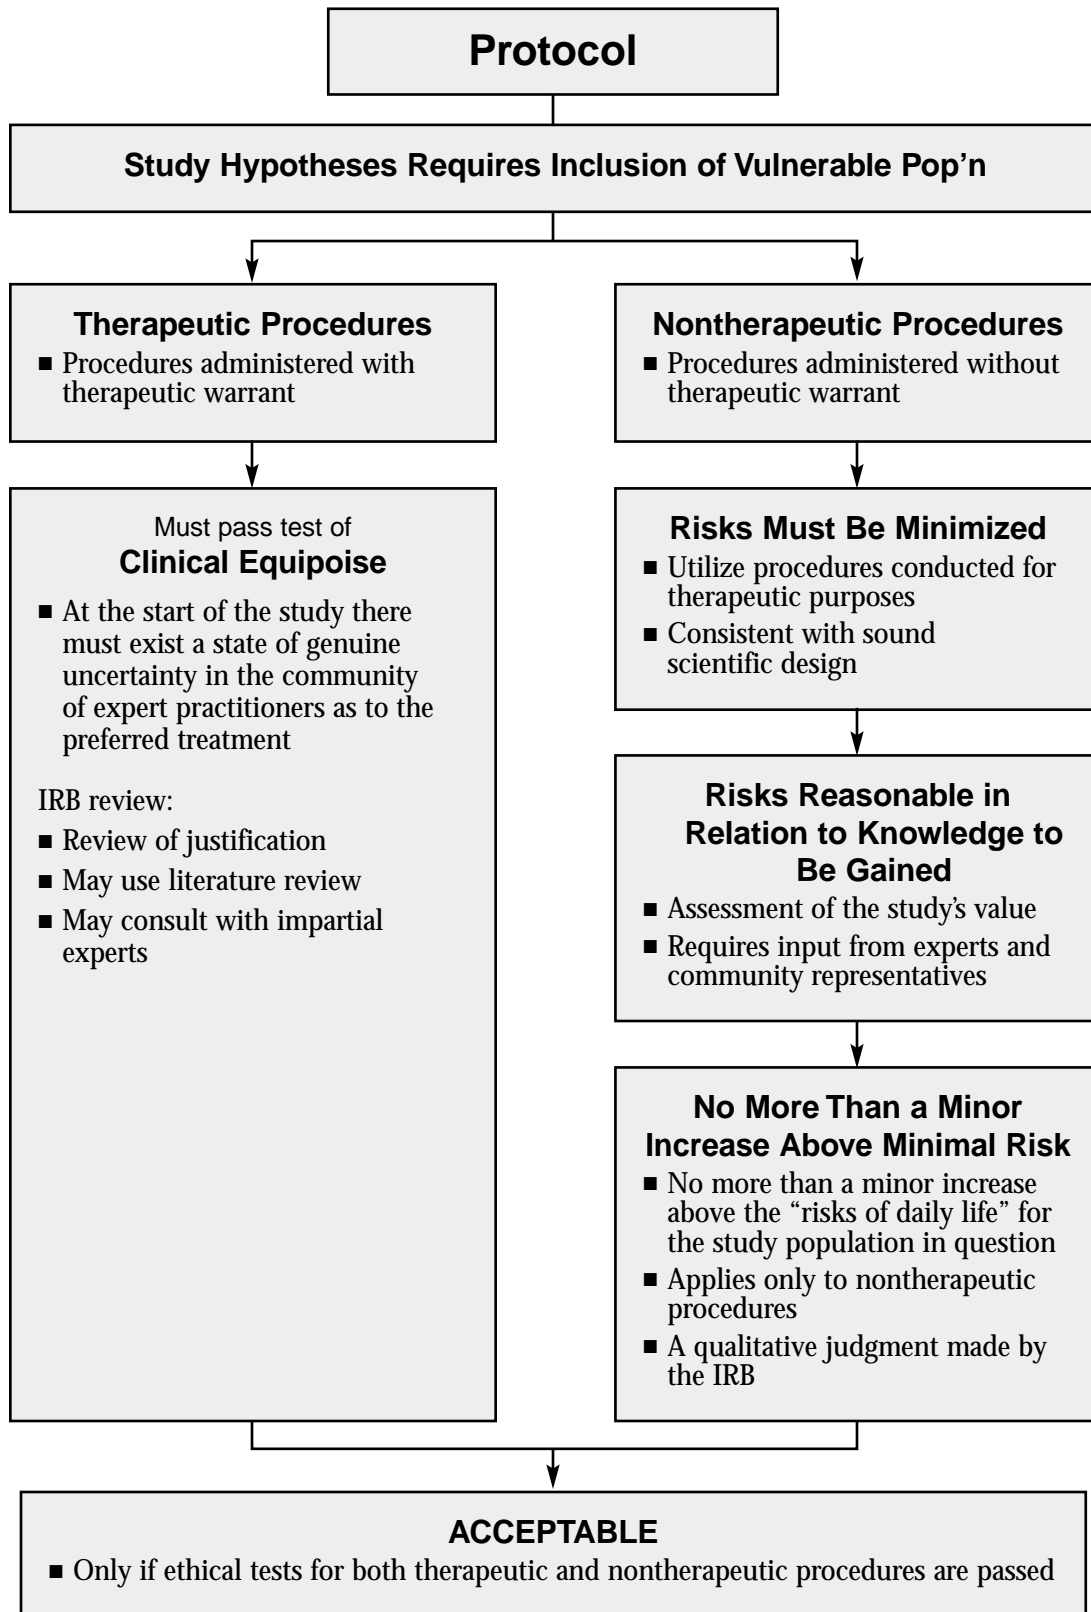 Protocol
Study Hypotheses Requires Inclusion of Vulnerable Pop’n
Therapeutic Procedures
■ Procedures administered with
therapeutic warrant
Must pass test of
Clinical Equipoise
■ At the start of the study there
must exist a state of genuine
uncertainty in the community
of expert practitioners as to the
preferred treatment
IRB review:
■ Review of justification
■ May use literature review
■ May consult with impartial
experts
Nontherapeutic Procedures
■ Procedures administered without
therapeutic warrant
Risks Must Be Minimized
■ Utilize procedures conducted for
therapeutic purposes
■ Consistent with sound
scientific design
Risks Reasonable in
Relation to Knowledge to
Be Gained
■ Assessment of the study’s value
■ Requires input from experts and
community representatives
No More Than a Minor
Increase Above Minimal Risk
■ No more than a minor increase
above the “risks of daily life” for
the study population in question
■ Applies only to nontherapeutic
procedures
■ A qualitative judgment made by
the IRB
ACCEPTABLE
■ Only if ethical tests for both therapeutic and nontherapeutic procedures are passed